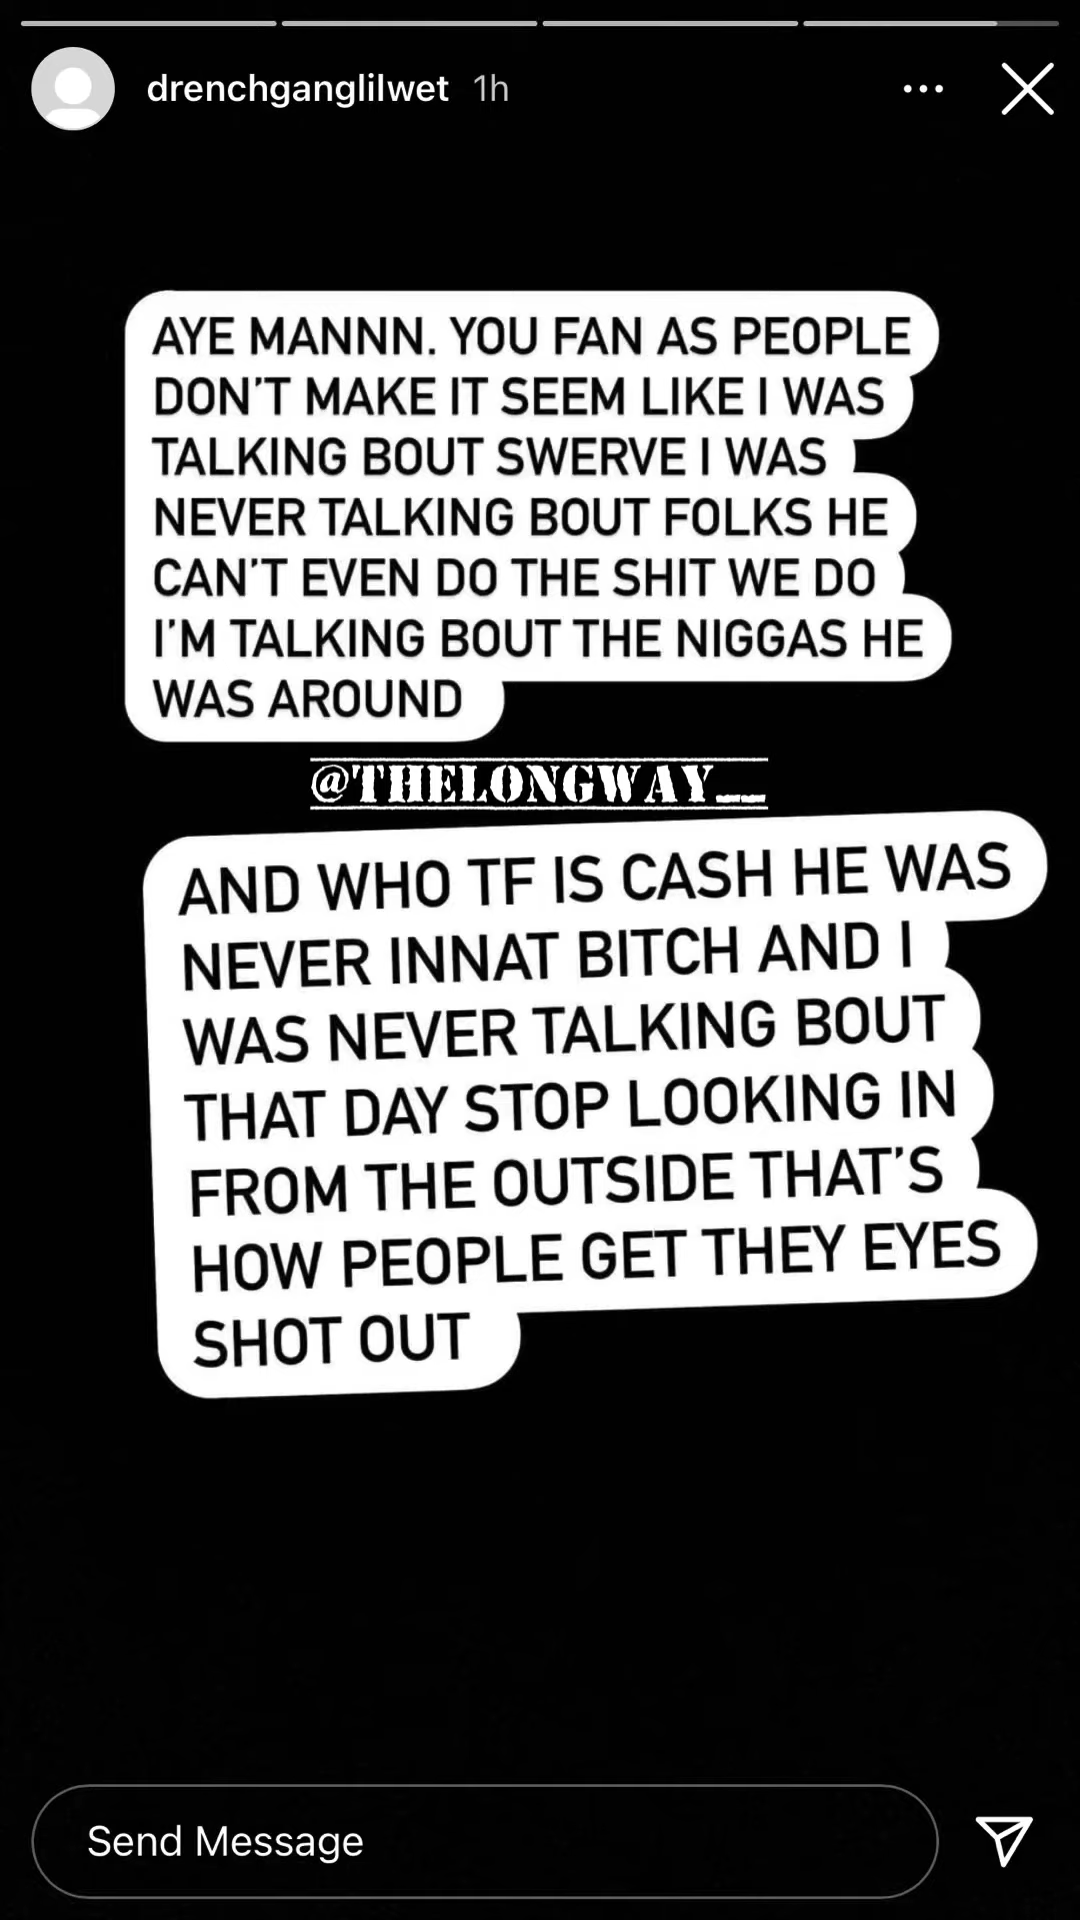 drenchganglilwet 1h
AYE MANNN. YOU FAN AS PEOPLE
DON'T MAKE IT SEEM LIKE I WAS
TALKING BOUT SWERVE I WAS
NEVER TALKING BOUT FOLKS HE
CAN'T EVEN DO THE SHIT WE DO
I'M TALKING BOUT THE NIGGAS HE
WAS AROUND
@THELONGWAY__
AND WHO TF IS CASH HE WAS
NEVER INNAT BITCH AND I
WAS NEVER TALKING BOUT
THAT DAY STOP LOOKING IN
FROM THE OUTSIDE THAT'S
HOW PEOPLE GET THEY EYES
SHOT OUT
Send Message